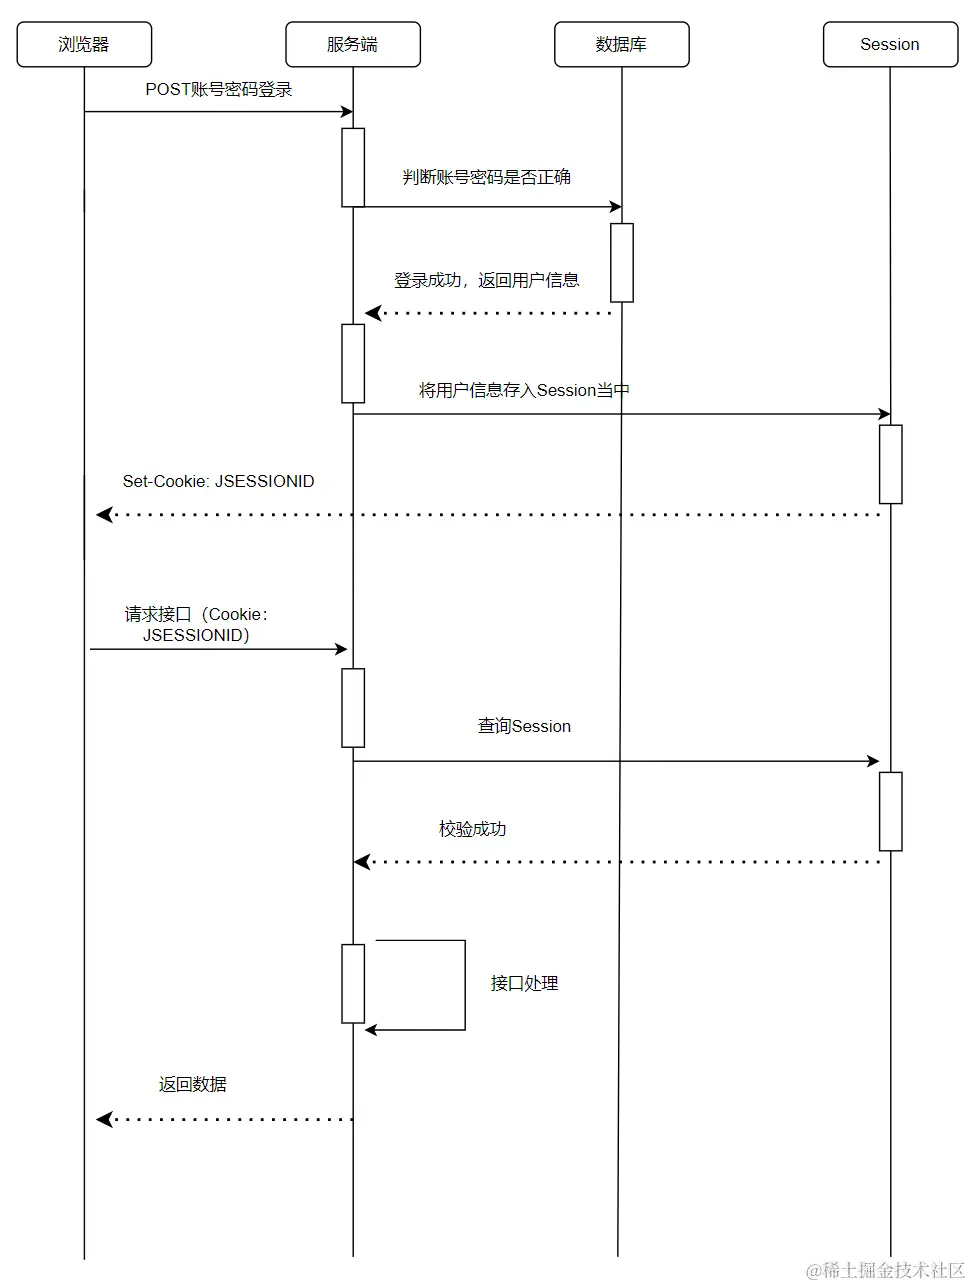 浏览器
服务端
数据库
Session
POST账号密码登录
判断账号密码是否正确
登录成功，返回用户信息
将用户信息存入Session当中
Set-Cookie: JSESSIONID
请求接口（Cookie：
JSESSIONID）
查询Session
校验成功
接口处理
返回数据
@稀土掘金技术社区